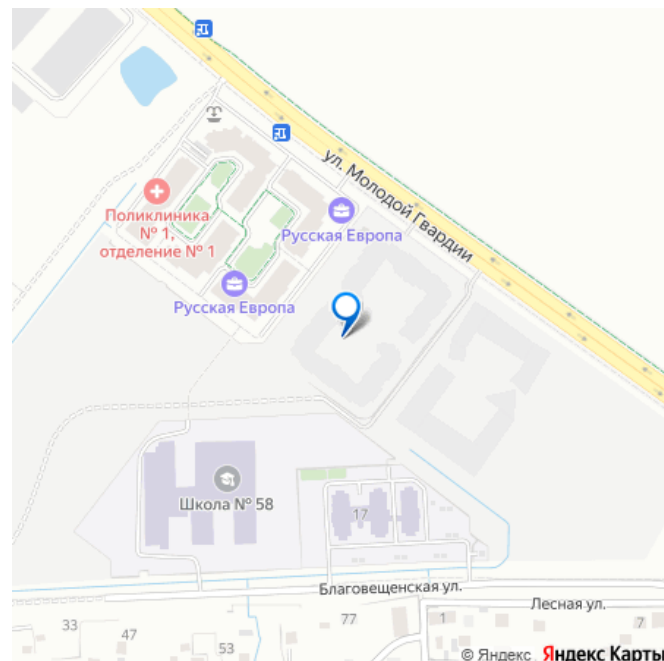 ул. Молодой Гвардии
Поликлиника
№ 1,
отделение № 1
Русская Европа
Русская Европа
Школа № 58
17
Благовещенская ул.
Лесная ул.
33
47
53
77
1
7
© Яндекс Яндекс Карты